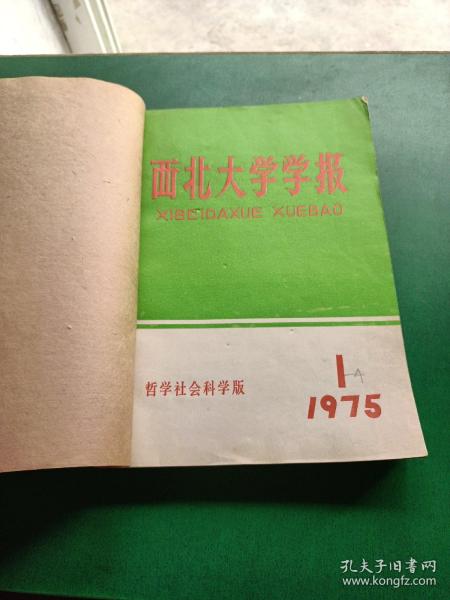 西北大学学报
XIBEIDAXUE XUEBAO
哲学社会科学版
1-4
1975
孔夫子旧书网
www.kongfz.com